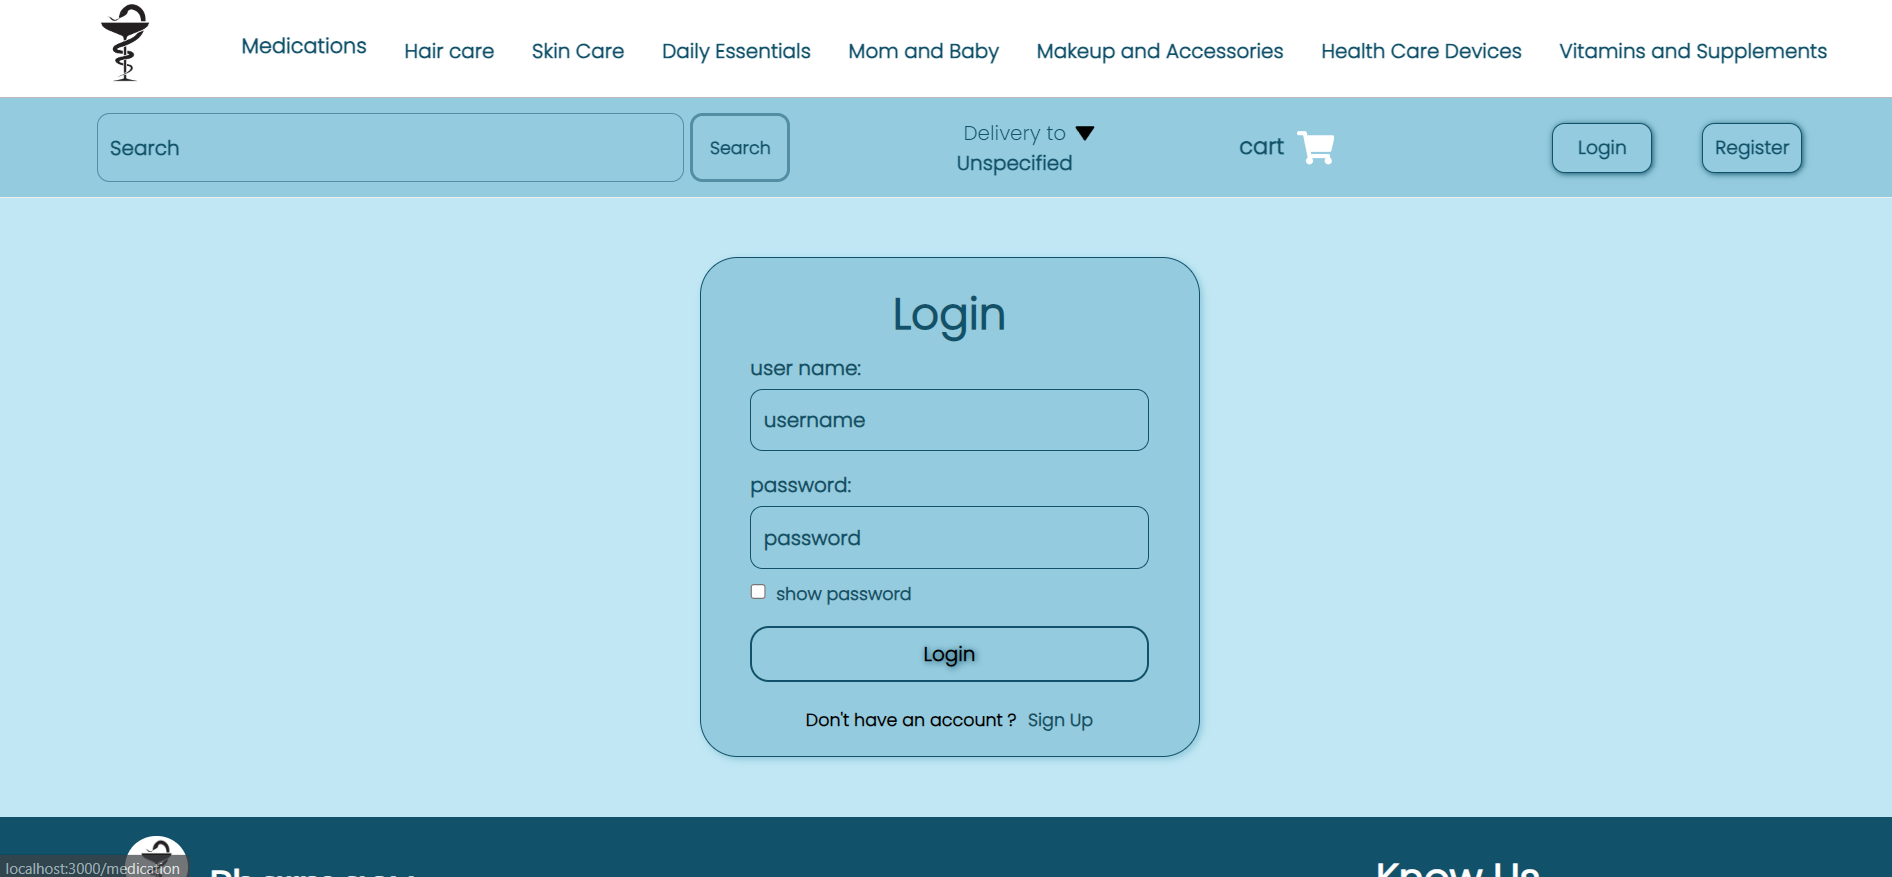 Medications Hair care Skin Care Daily Essentials Mom and Baby Makeup and Accessories Health Care Devices Vitamins and Supplements
Search Search Delivery to cart Login Register
Unspecified
Login
user name:
username
password:
password
show password
Login
Don't have an account ? Sign Up
Know Us
localhost:3000/medication